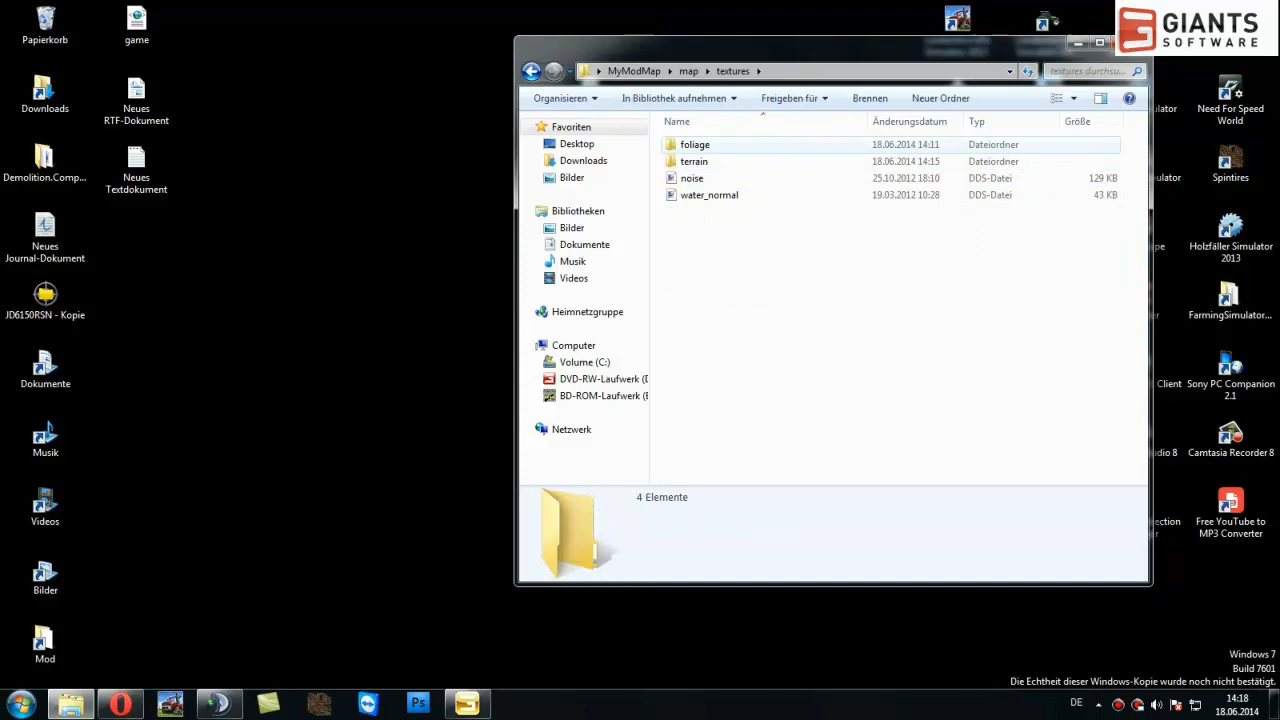 Papierkorb
game
Downloads
Neues
RTF-Dokument
Demolition.Comp...
Neues
Textdokument
Neues
Journal-Dokument
JD6150RSN - Kopie
Dokumente
Musik
Videos
Bilder
Mod
GIANTS
SOFTWARE
MyModMap
map
textures
textures durchsu...
Organisieren
In Bibliothek aufnehmen
Freigeben für
Brennen
Neuer Ordner
Favoriten
Desktop
Downloads
Bilder
Bibliotheken
Bilder
Dokumente
Musik
Videos
Heimnetzgruppe
Computer
Volume (C:)
DVD-RW-Laufwerk (D
BD-ROM-Laufwerk (E
Netzwerk
Name Änderungsdatum Typ Größe
foliage 18.06.2014 14:11 Dateiordner
terrain 18.06.2014 14:15 Dateiordner
noise 25.10.2012 18:10 DDS-Datei 129 KB
water_normal 19.03.2012 10:28 DDS-Datei 43 KB
4 Elemente
Need For Speed
World
Spintires
Holzfäller Simulator
2013
FarmingSimulator...
Client
Sony PC Companion
2.1
Camtasia Recorder 8
Free YouTube to
MP3 Converter
Windows 7
Build 7601
Die Echtheit dieser Windows-Kopie wurde noch nicht bestätigt.
Ps
DE
14:18
18.06.2014